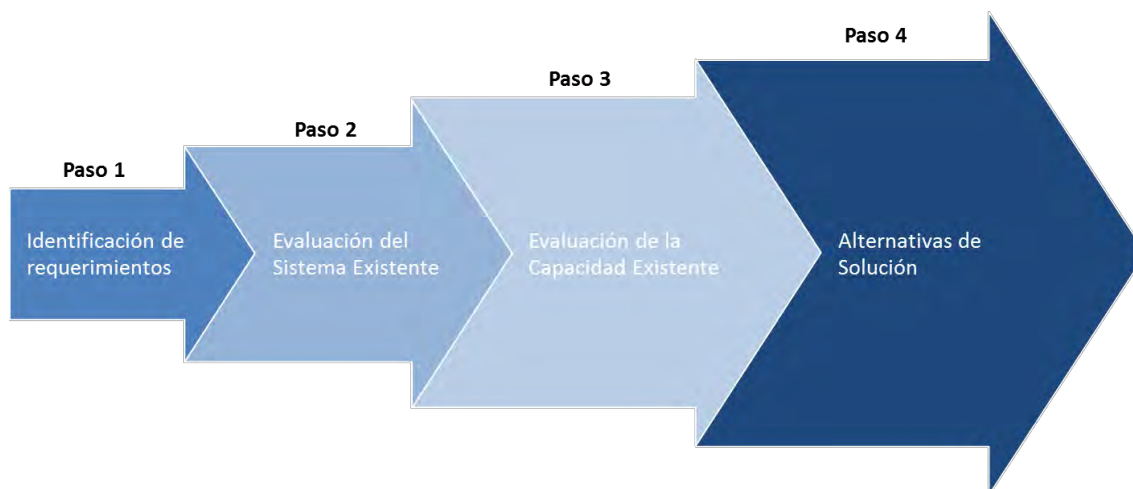 Paso 1
Identificación de
requerimientos
Paso 2
Evaluación del
Sistema Existente
Paso 3
Evaluación de la
Capacidad Existente
Paso 4
Alternativas de
Solución